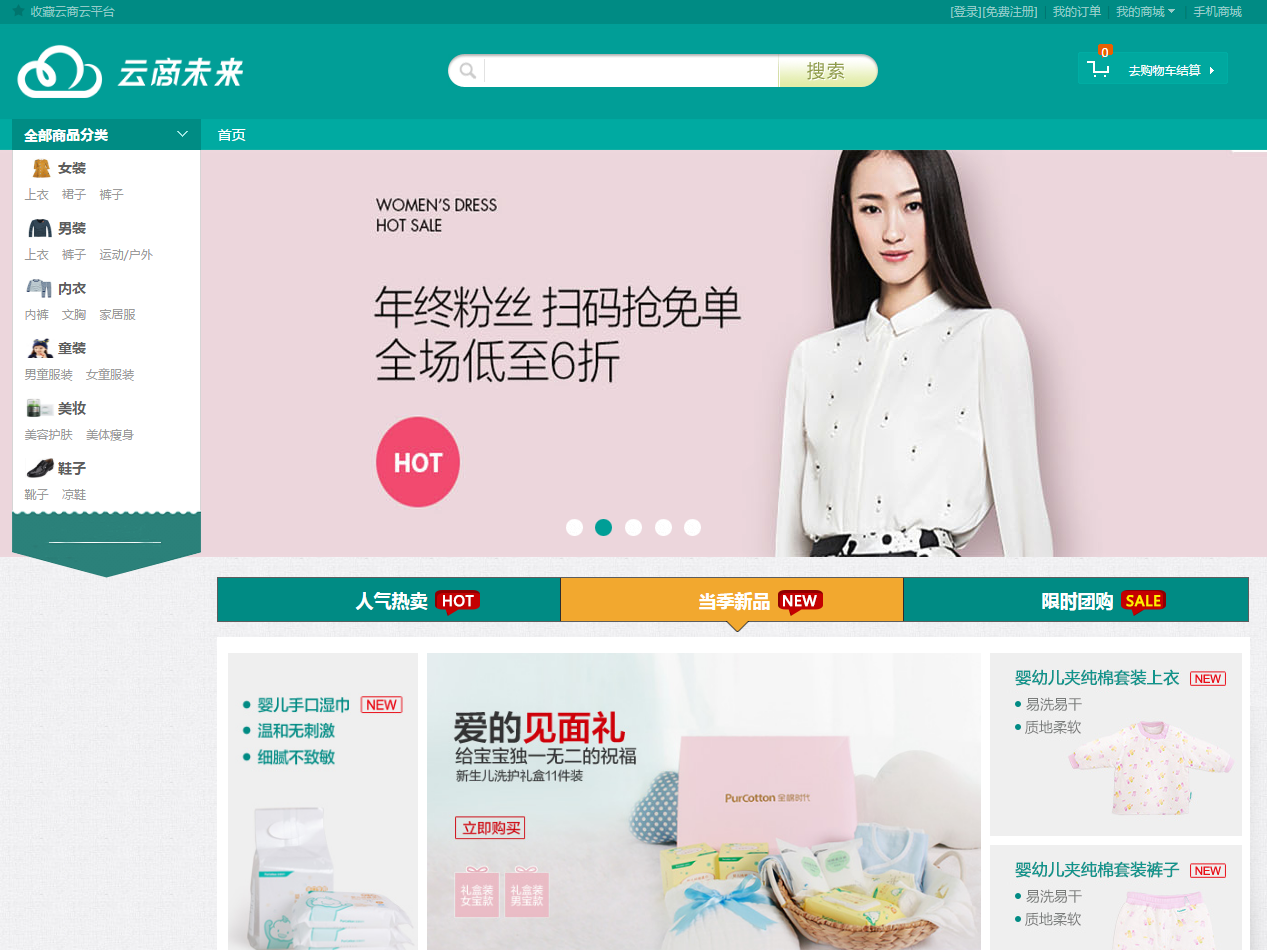 收藏云商云平台
[登录][免费注册] 我的订单 我的商城 手机商城
云商未来
搜索
0
去购物车结算
全部商品分类
首页
女装
上衣 裙子 裤子
男装
上衣 裤子 运动/户外
内衣
内裤 文胸 家居服
童装
男童服装 女童服装
美妆
美容护肤 美体瘦身
鞋子
靴子 凉鞋
WOMEN'S DRESS
HOT SALE
年终粉丝 扫码抢免单
全场低至6折
HOT
人气热卖 HOT
当季新品 NEW
限时团购 SALE
婴儿手口湿巾 NEW
温和无刺激
细腻不致敏
爱的见面礼
给宝宝独一无二的祝福
新生儿洗护礼盒11件装
立即购买
礼盒装
女宝款
礼盒装
男宝款
PurCotton 全棉时代
婴幼儿夹纯棉套装上衣 NEW
易洗易干
质地柔软
婴幼儿夹纯棉套装裤子 NEW
易洗易干
质地柔软